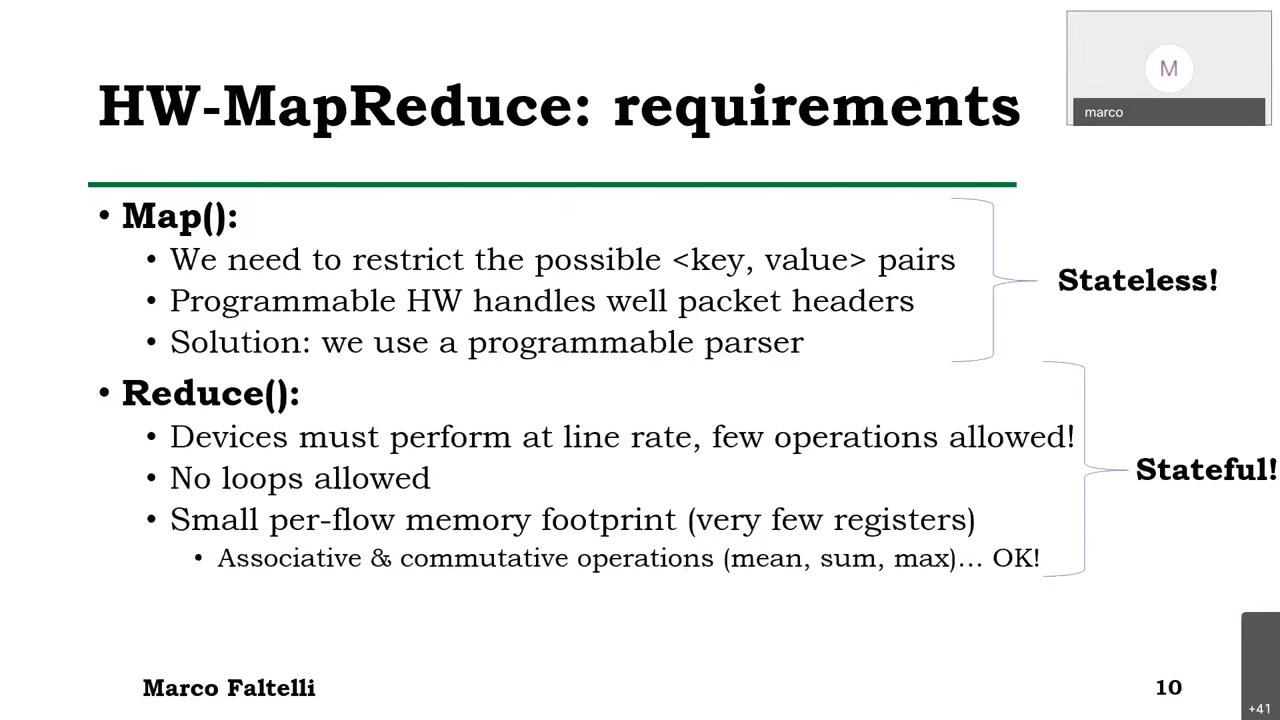 HW-MapReduce: requirements
M
marco
• Map():
• We need to restrict the possible <key, value> pairs
• Programmable HW handles well packet headers
• Solution: we use a programmable parser
Stateless!
• Reduce():
• Devices must perform at line rate, few operations allowed!
• No loops allowed
• Small per-flow memory footprint (very few registers)
• Associative & commutative operations (mean, sum, max)... OK!
Stateful!
Marco Faltelli
10
+41